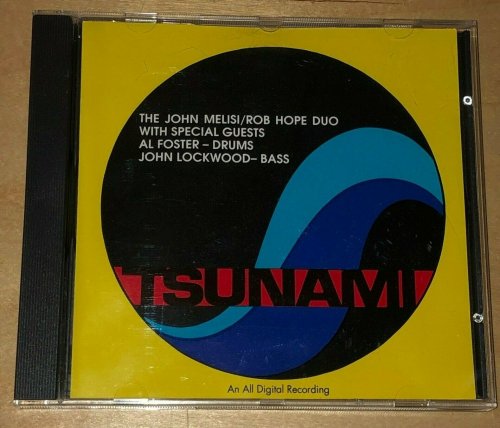 THE JOHN MELISI/ROB HOPE DUO
WITH SPECIAL GUESTS
AL FOSTER – DRUMS
JOHN LOCKWOOD– BASS
TSUNAMI
An All Digital Recording